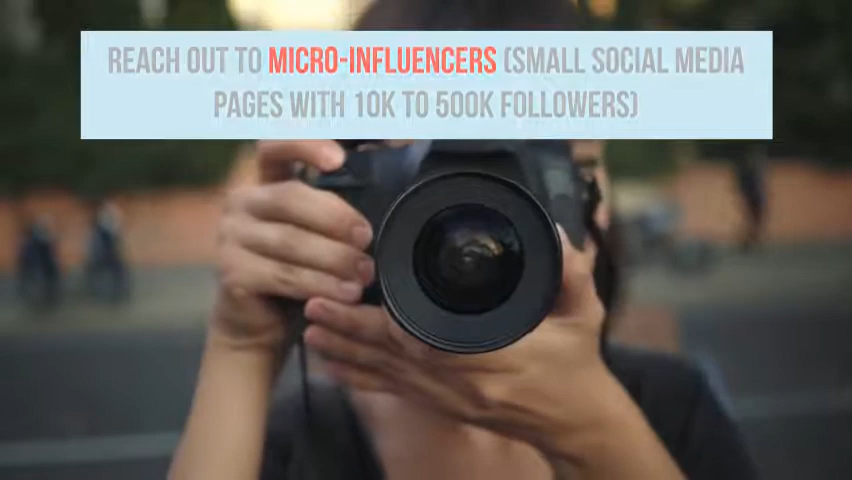 REACH OUT TO MICRO-INFLUENCERS (SMALL SOCIAL MEDIA
PAGES WITH 10K TO 500K FOLLOWERS)